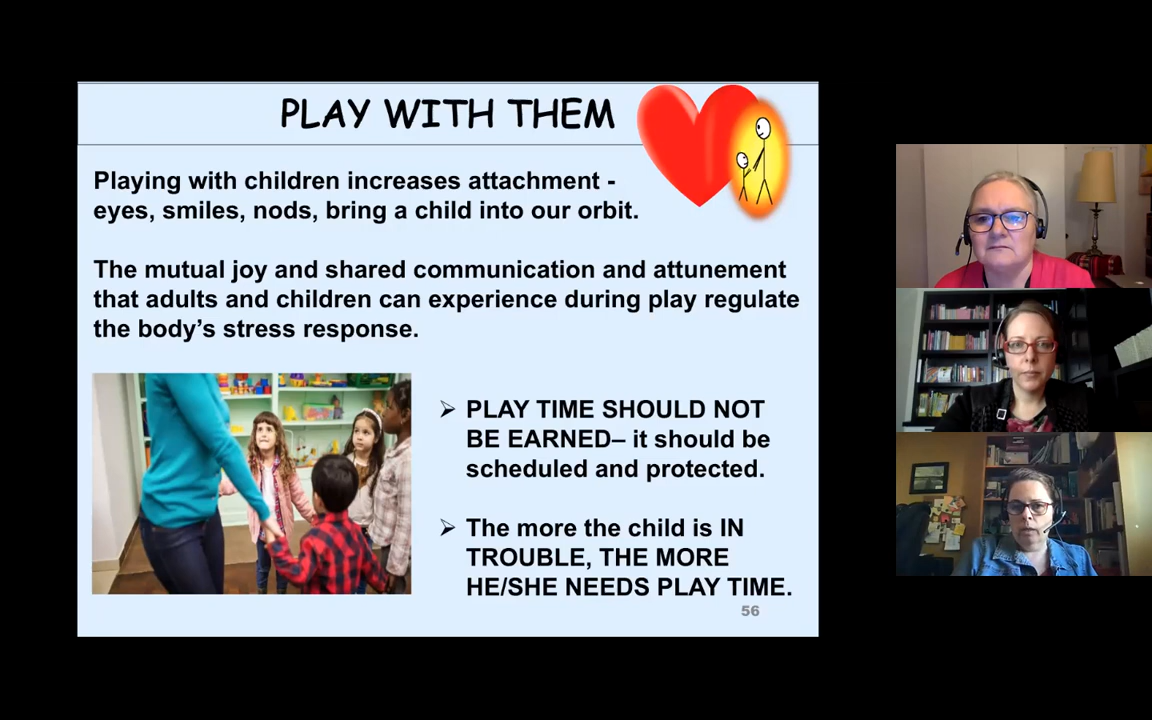 PLAY WITH THEM
Playing with children increases attachment -
eyes, smiles, nods, bring a child into our orbit.
The mutual joy and shared communication and attunement
that adults and children can experience during play regulate
the body’s stress response.
➢ PLAY TIME SHOULD NOT
BE EARNED– it should be
scheduled and protected.
➢ The more the child is IN
TROUBLE, THE MORE
HE/SHE NEEDS PLAY TIME.
56